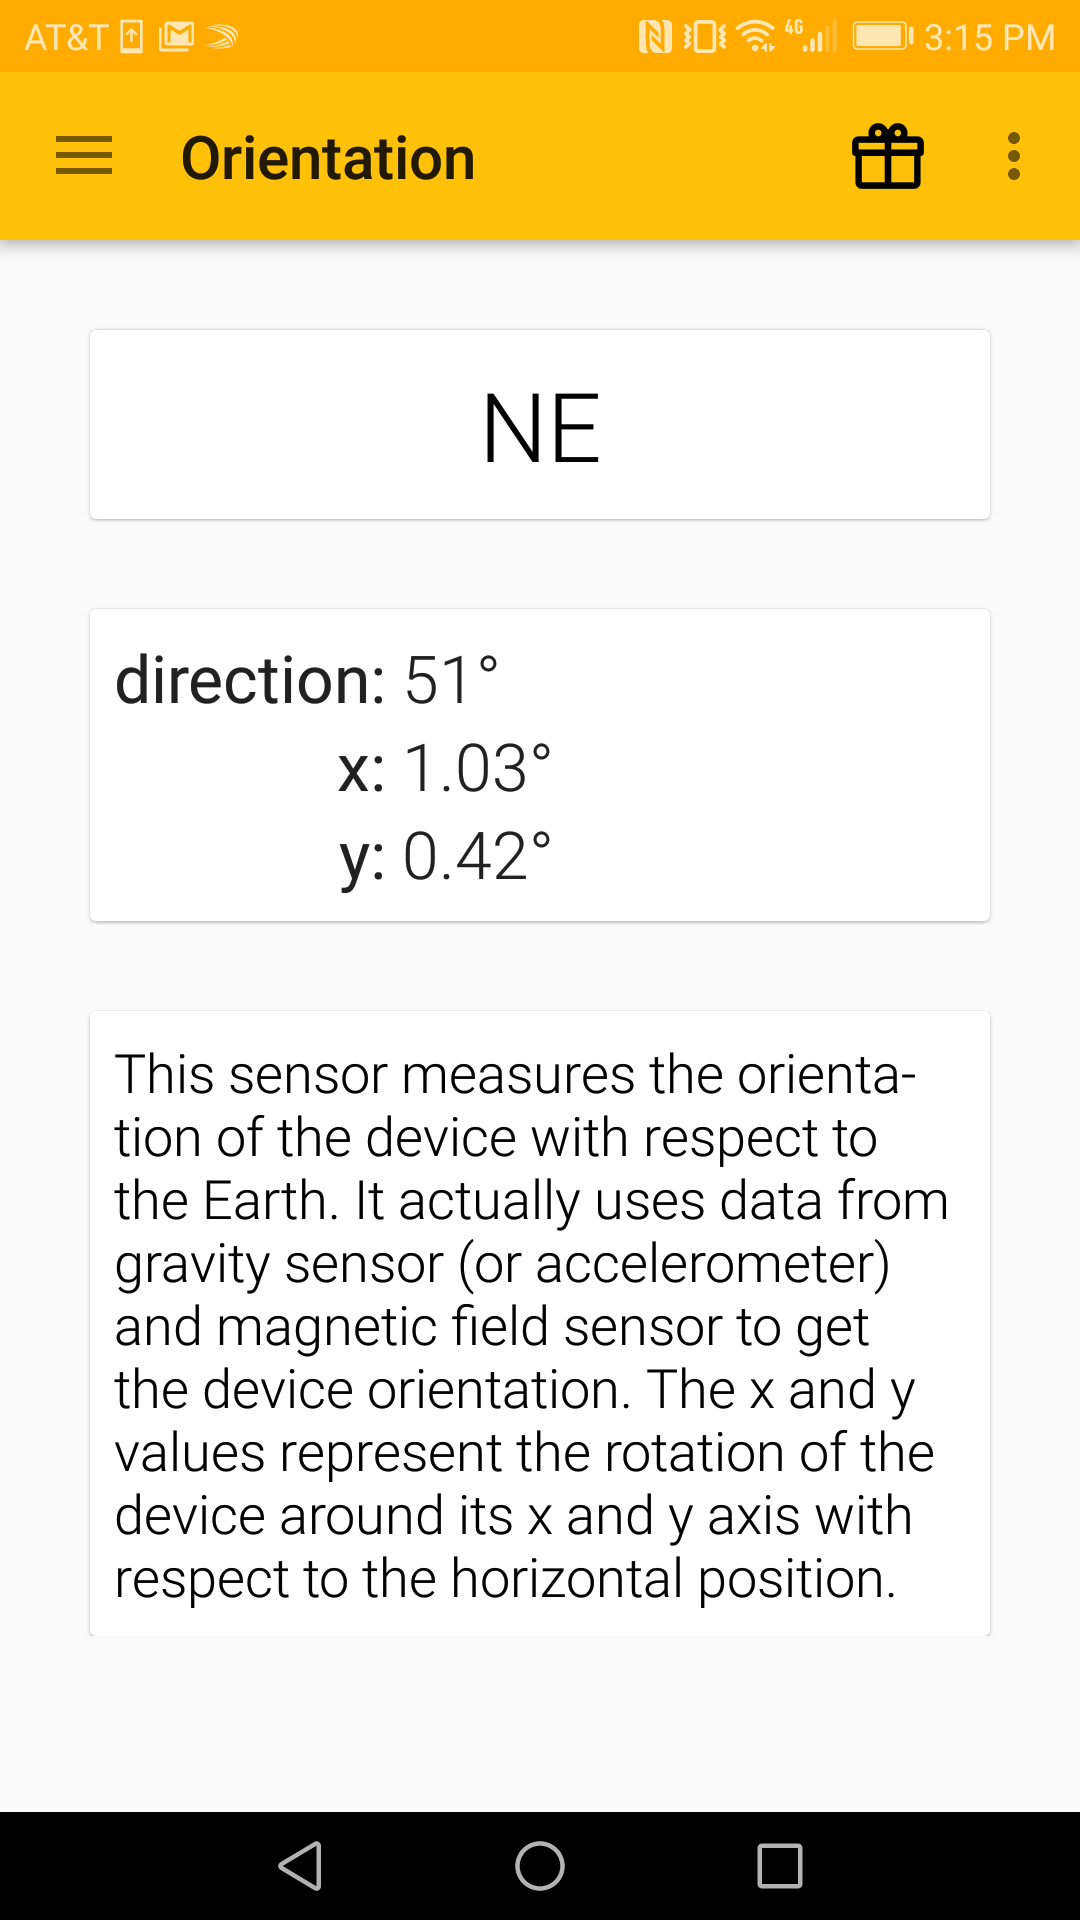 AT&T 4G 3:15 PM
Orientation
NE
direction: 51°
x: 1.03°
y: 0.42°
This sensor measures the orienta-
tion of the device with respect to
the Earth. It actually uses data from
gravity sensor (or accelerometer)
and magnetic field sensor to get
the device orientation. The x and y
values represent the rotation of the
device around its x and y axis with
respect to the horizontal position.